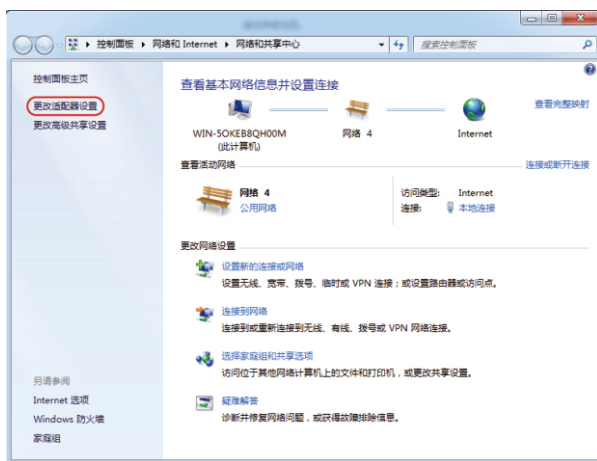 控制面板 ▸ 网络和 Internet ▸ 网络和共享中心
搜索控制面板
控制面板主页
更改适配器设置
更改高级共享设置
查看基本网络信息并设置连接
查看完整映射
WIN-5OKEB8QH00M
(此计算机)
网络 4
Internet
查看活动网络
连接或断开连接
网络 4
公用网络
访问类型: Internet
连接: 本地连接
更改网络设置
设置新的连接或网络
设置无线、宽带、拨号、临时或 VPN 连接；或设置路由器或访问点。
连接到网络
连接到或重新连接到无线、有线、拨号或 VPN 网络连接。
选择家庭组和共享选项
访问位于其他网络计算机上的文件和打印机，或更改共享设置。
疑难解答
诊断并修复网络问题，或获得故障排除信息。
另请参阅
Internet 选项
Windows 防火墙
家庭组